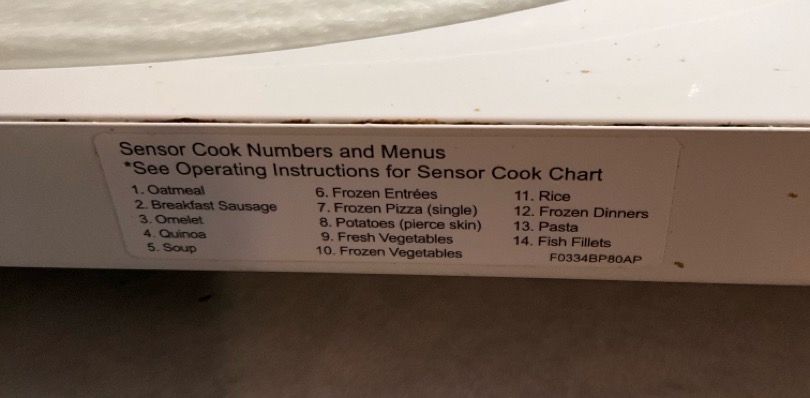 Sensor Cook Numbers and Menus
*See Operating Instructions for Sensor Cook Chart
1. Oatmeal
2. Breakfast Sausage
3. Omelet
4. Quinoa
5. Soup
6. Frozen Entrées
7. Frozen Pizza (single)
8. Potatoes (pierce skin)
9. Fresh Vegetables
10. Frozen Vegetables
11. Rice
12. Frozen Dinners
13. Pasta
14. Fish Fillets
F0334BP80AP